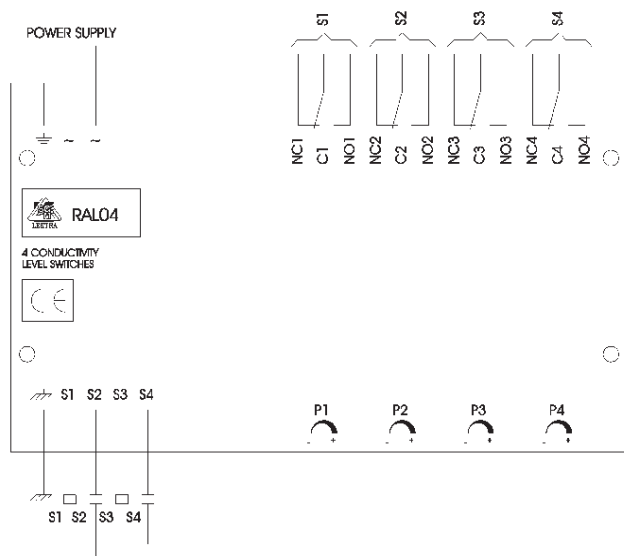 POWER SUPPLY
S1 S2 S3 S4
~ ~
NC1 C1 NO1 NC2 C2 NO2 NC3 C3 NO3 NC4 C4 NO4
LEETRA
RAL04
4 CONDUCTIVITY
LEVEL SWITCHES
CE
S1 S2 S3 S4
P1 P2 P3 P4
- + - + - + - +
S1 S2 S3 S4